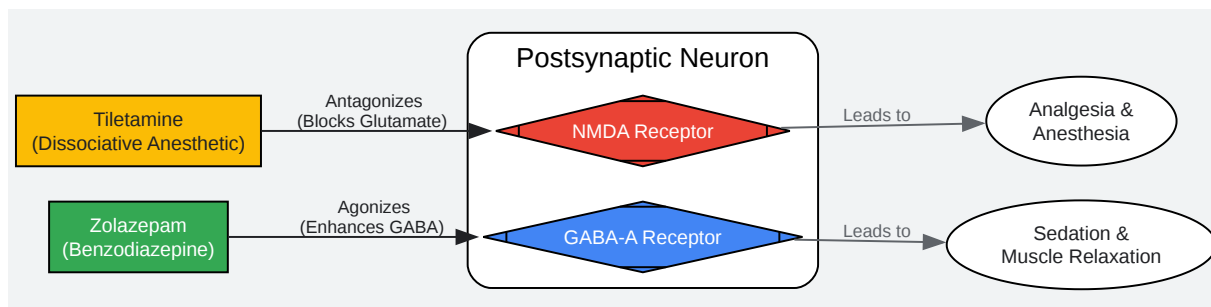 Postsynaptic Neuron
Tiletamine
(Dissociative Anesthetic)
Antagonizes
(Blocks Glutamate)
NMDA Receptor
Leads to
Analgesia &
Anesthesia
Zolazepam
(Benzodiazepine)
Agonizes
(Enhances GABA)
GABA-A Receptor
Leads to
Sedation &
Muscle Relaxation